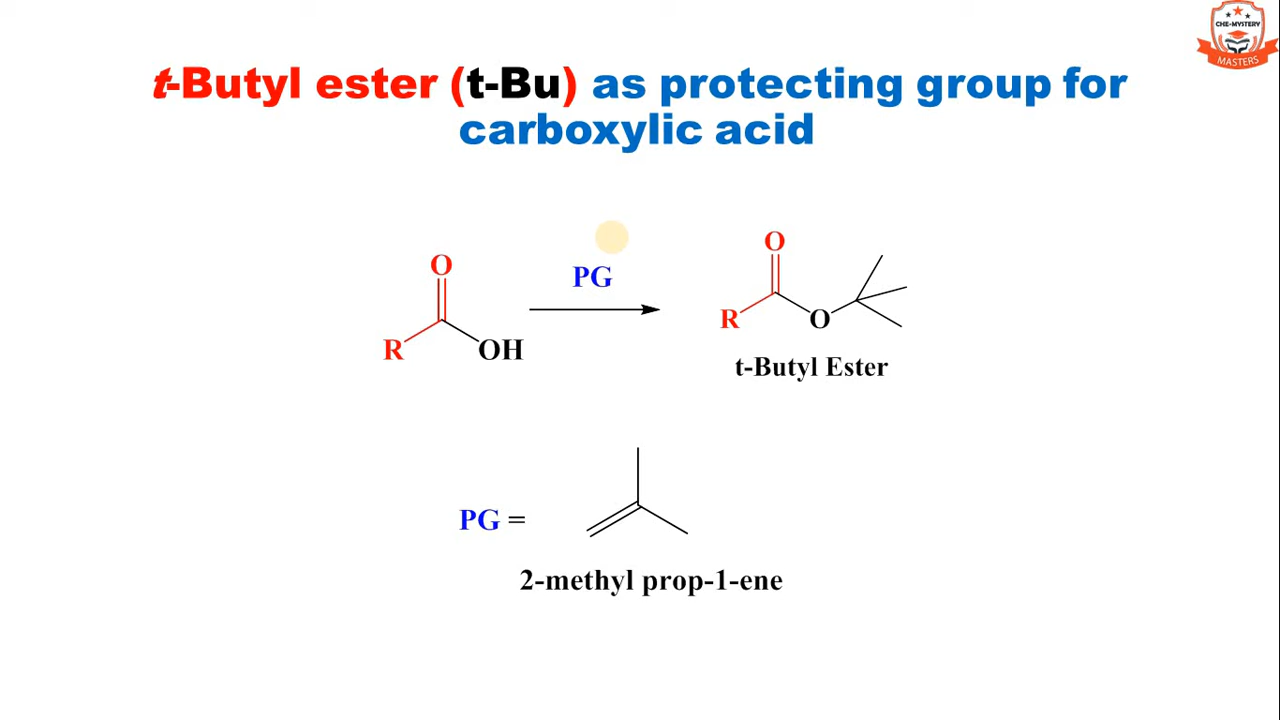 CHE-MYSTERY
MASTERS
t-Butyl ester (t-Bu) as protecting group for
carboxylic acid
O
R
OH
PG
O
R
O
t-Butyl Ester
PG =
2-methyl prop-1-ene